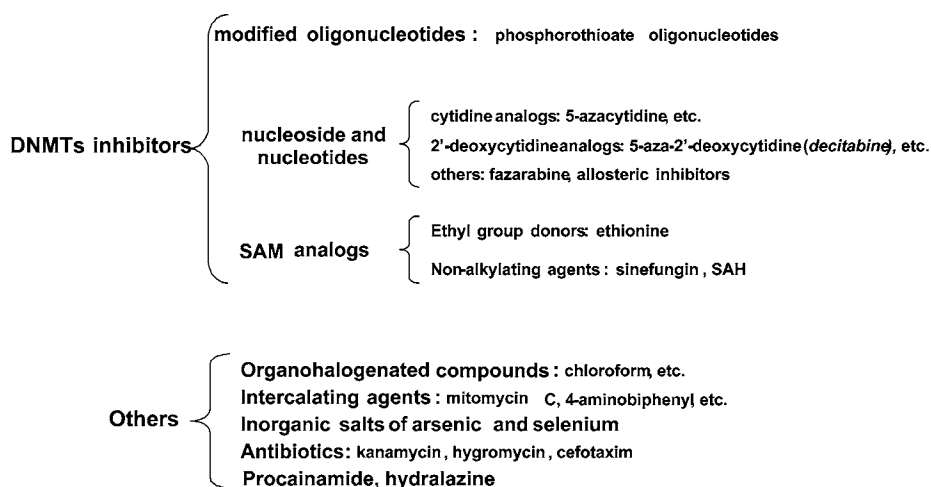 modified oligonucleotides : phosphorothioate oligonucleotides
DNMTs inhibitors
nucleoside and
nucleotides
cytidine analogs: 5-azacytidine, etc.
2'-deoxycytidine analogs: 5-aza-2'-deoxycytidine (decitabine), etc.
others: fazarabine, allosteric inhibitors
SAM analogs
Ethyl group donors: ethionine
Non-alkylating agents : sinefungin , SAH
Others
Organohalogenated compounds : chloroform, etc.
Intercalating agents : mitomycin C, 4-aminobiphenyl, etc.
Inorganic salts of arsenic and selenium
Antibiotics: kanamycin , hygromycin , cefotaxim
Procainamide, hydralazine